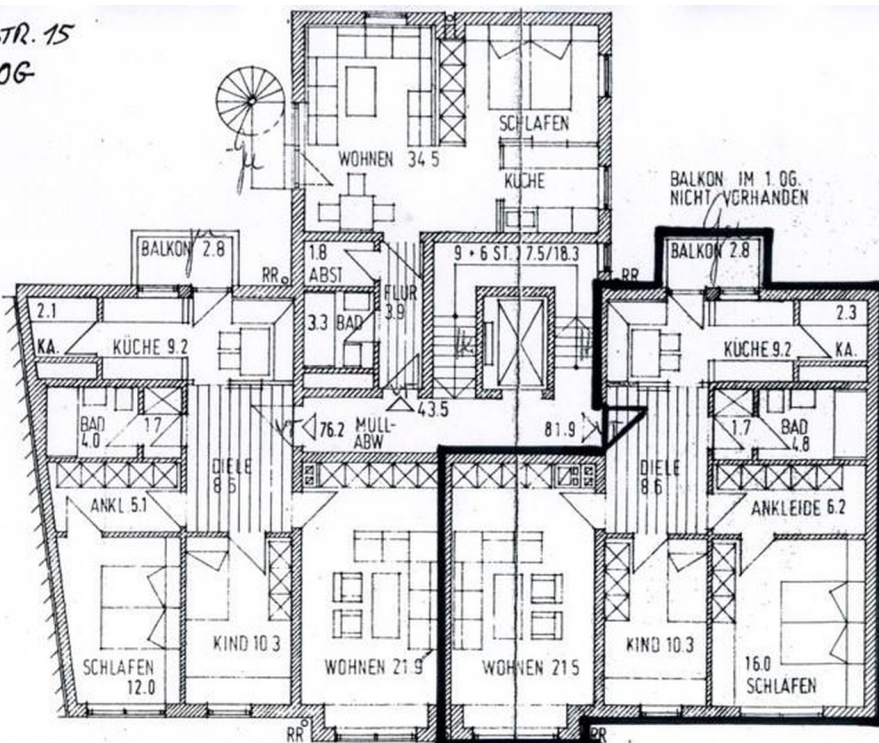 STR. 15
OG
SCHLAFEN
WOHNEN 34.5
KÜCHE
BALKON IM 1. OG.
NICHT VORHANDEN
BALKON 2.8
RR
1.8
ABST
9 + 6 ST. 17.5/18.3
RR
BALKON 2.8
FLUR
3.9
2.1
KA.
KÜCHE 9.2
3.3 BAD
KÜCHE 9.2
2.3
KA.
BAD
4.0
1.7
76.2
MÜLL-
ABW
43.5
81.9
1.7
BAD
4.8
DIELE
8.5
DIELE
8.6
ANKL. 5.1
ANKLEIDE 6.2
KIND 10.3
KIND 10.3
SCHLAFEN
12.0
WOHNEN 21.9
WOHNEN 21.5
16.0
SCHLAFEN
RR
RR